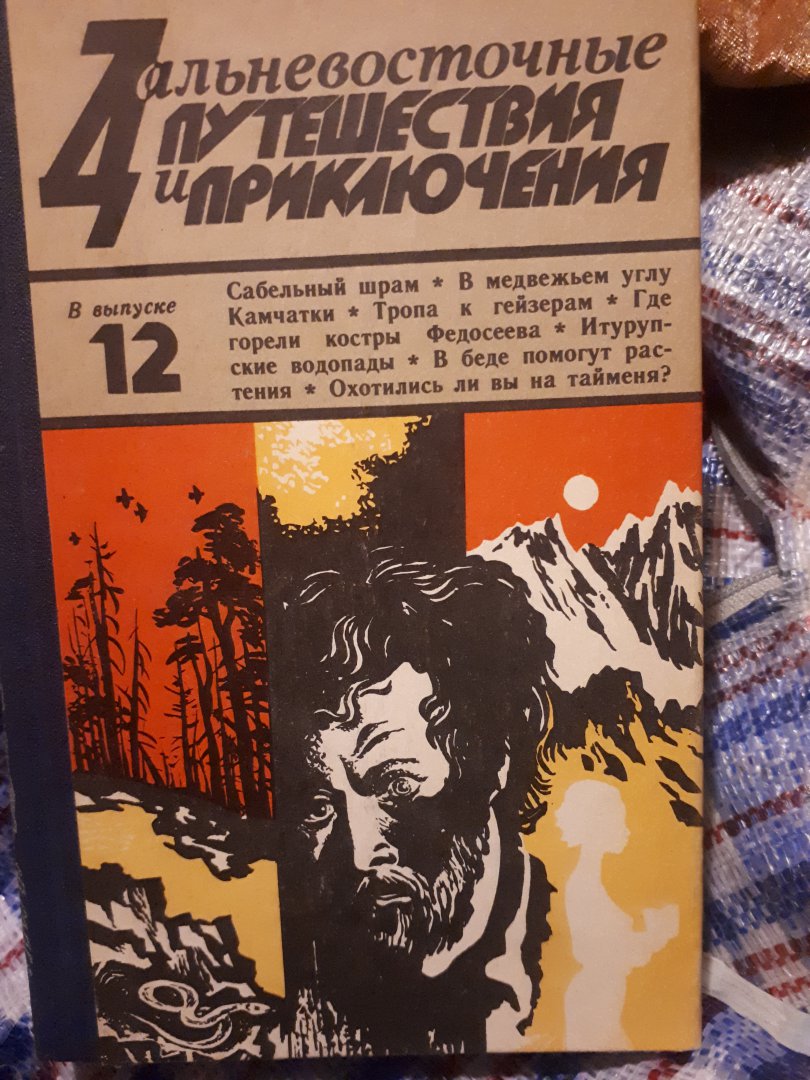 Дальневосточные
ПУТЕШЕСТВИЯ
и ПРИКЛЮЧЕНИЯ
В выпуске
12
Сабельный шрам * В медвежьем углу
Камчатки * Тропа к гейзерам * Где
горели костры Федосеева * Итуруп-
ские водопады * В беде помогут рас-
тения * Охотились ли вы на тайменя?